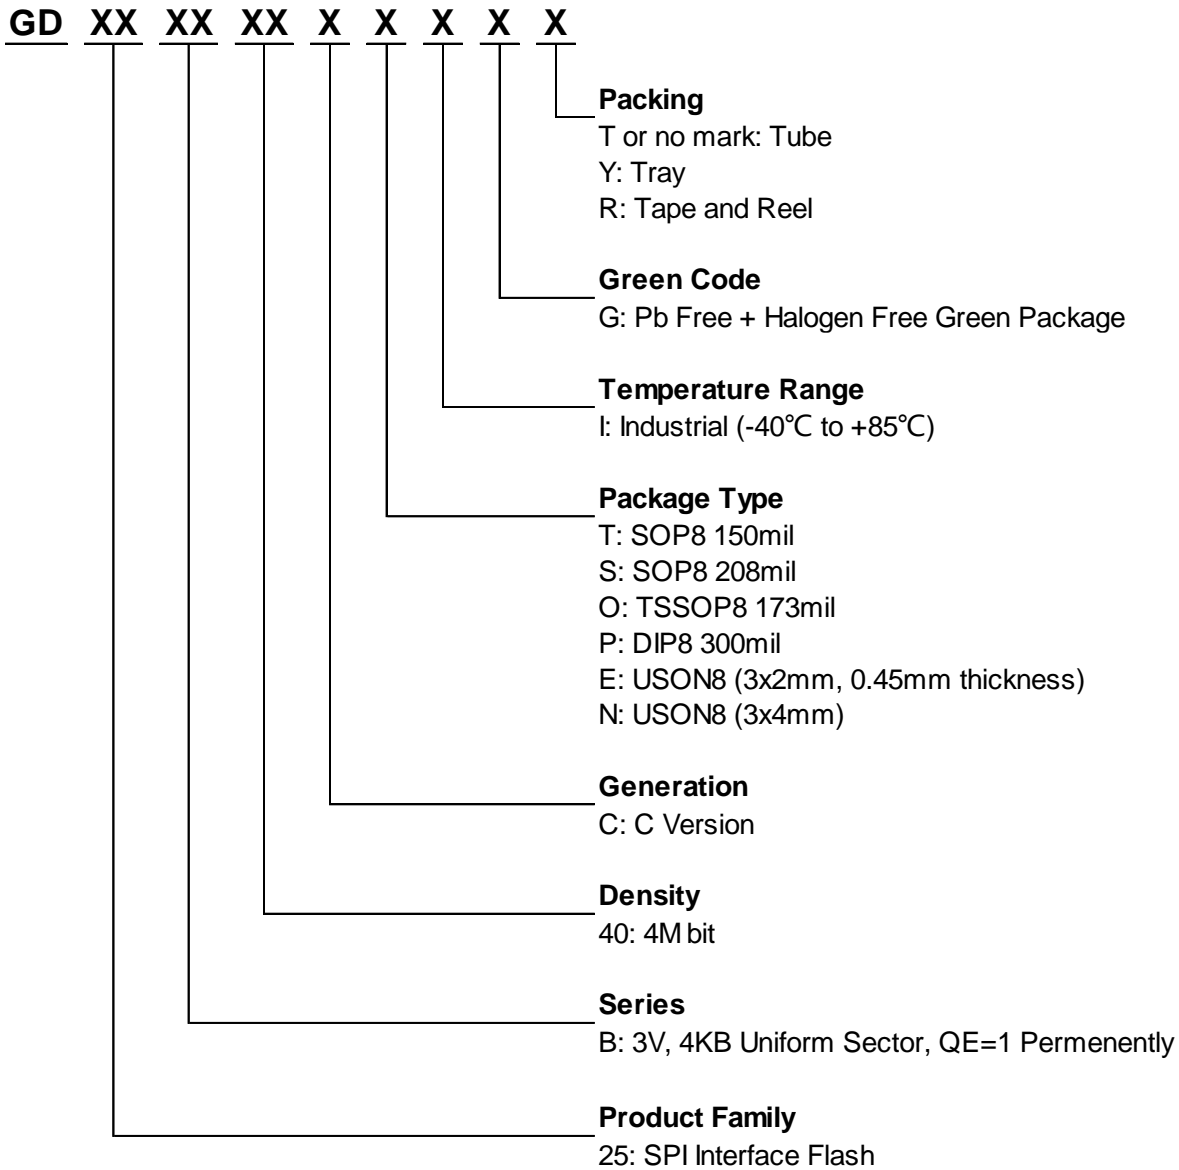 GD XX XX XX X X X X X
Packing
T or no mark: Tube
Y: Tray
R: Tape and Reel
Green Code
G: Pb Free + Halogen Free Green Package
Temperature Range
I: Industrial (-40℃ to +85℃)
Package Type
T: SOP8 150mil
S: SOP8 208mil
O: TSSOP8 173mil
P: DIP8 300mil
E: USON8 (3x2mm, 0.45mm thickness)
N: USON8 (3x4mm)
Generation
C: C Version
Density
40: 4M bit
Series
B: 3V, 4KB Uniform Sector, QE=1 Permenently
Product Family
25: SPI Interface Flash